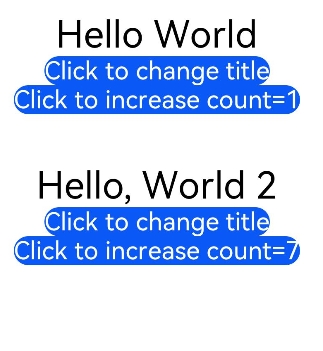 Hello World
Click to change title
Click to increase count=1
Hello, World 2
Click to change title
Click to increase count=7